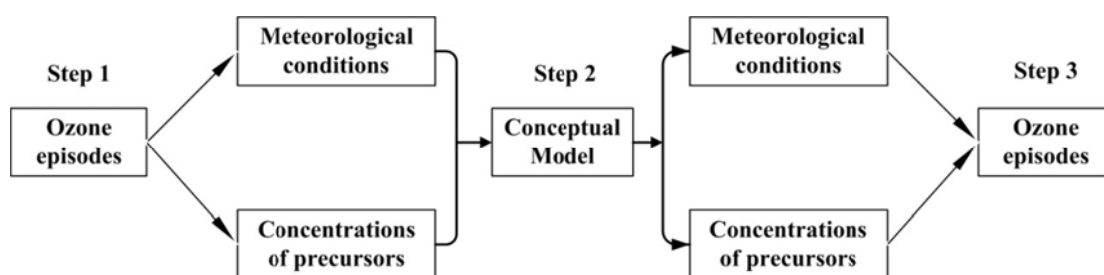 Step 1
Ozone
episodes
Meteorological
conditions
Concentrations
of precursors
Step 2
Conceptual
Model
Meteorological
conditions
Concentrations
of precursors
Step 3
Ozone
episodes